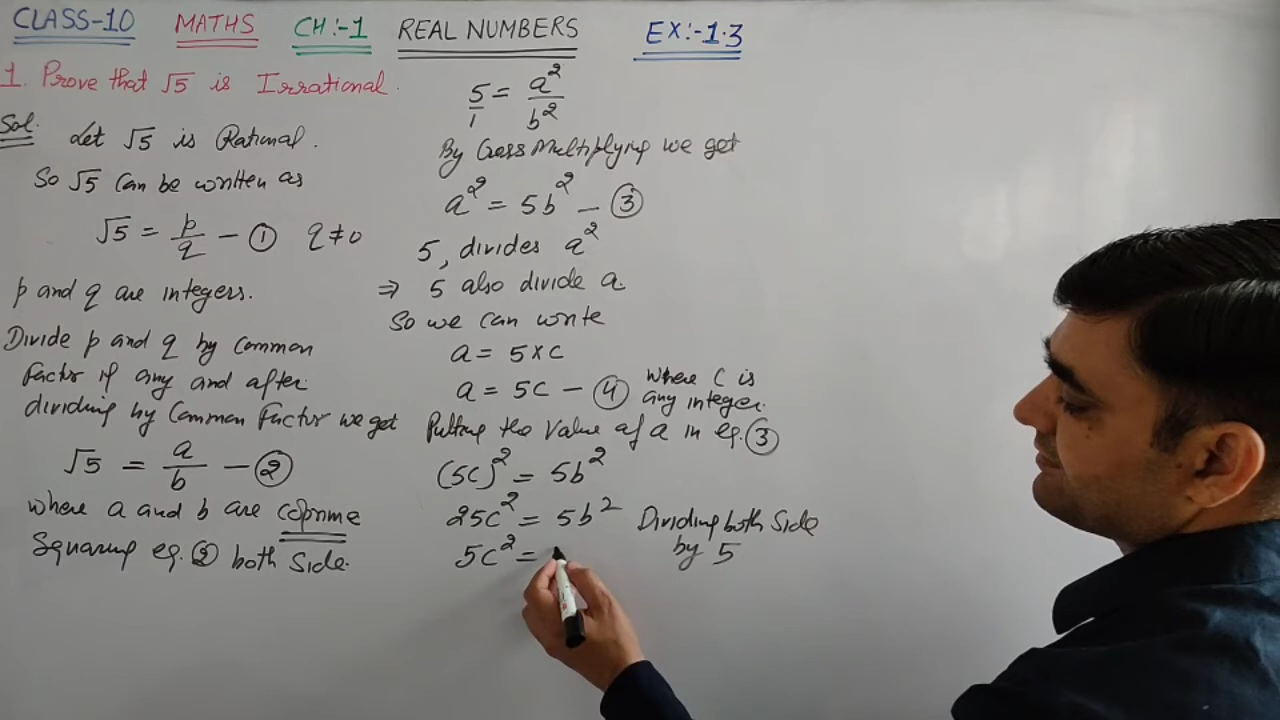 CLASS-10 MATHS CH:-1 REAL NUMBERS EX:-1.3
1. Prove that √5 is Irrational.
Sol. Let √5 is Rational.
So √5 can be written as
√5 = p/q - ① q ≠ 0
p and q are integers.
Divide p and q by common
factor if any and after
dividing by common factor we get
√5 = a/b - ②
where a and b are coprime
Squaring eq. ② both side.
5/1 = a²/b²
By Cross Multiplying we get
a² = 5b² - ③
5, divides a²
⇒ 5 also divide a.
So we can write
a = 5×c
a = 5c - ④ where c is
any integer.
Putting the value of a in eq. ③
(5c)² = 5b²
25c² = 5b² Dividing both side
by 5
5c² =